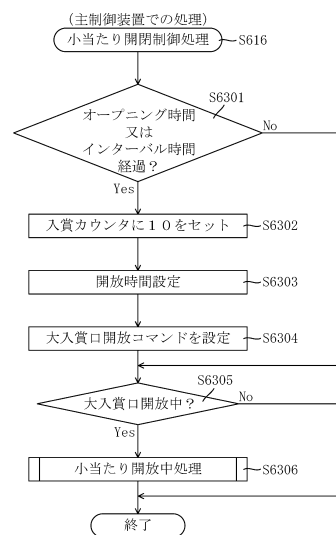 (主制御装置での処理)
小当たり開閉制御処理
S616
S6301
オープニング時間
又は
インターバル時間
経過?
No
Yes
入賞カウンタに10をセット
S6302
開放時間設定
S6303
大入賞口開放コマンドを設定
S6304
S6305
大入賞口開放中?
No
Yes
小当たり開放中処理
S6306
終了